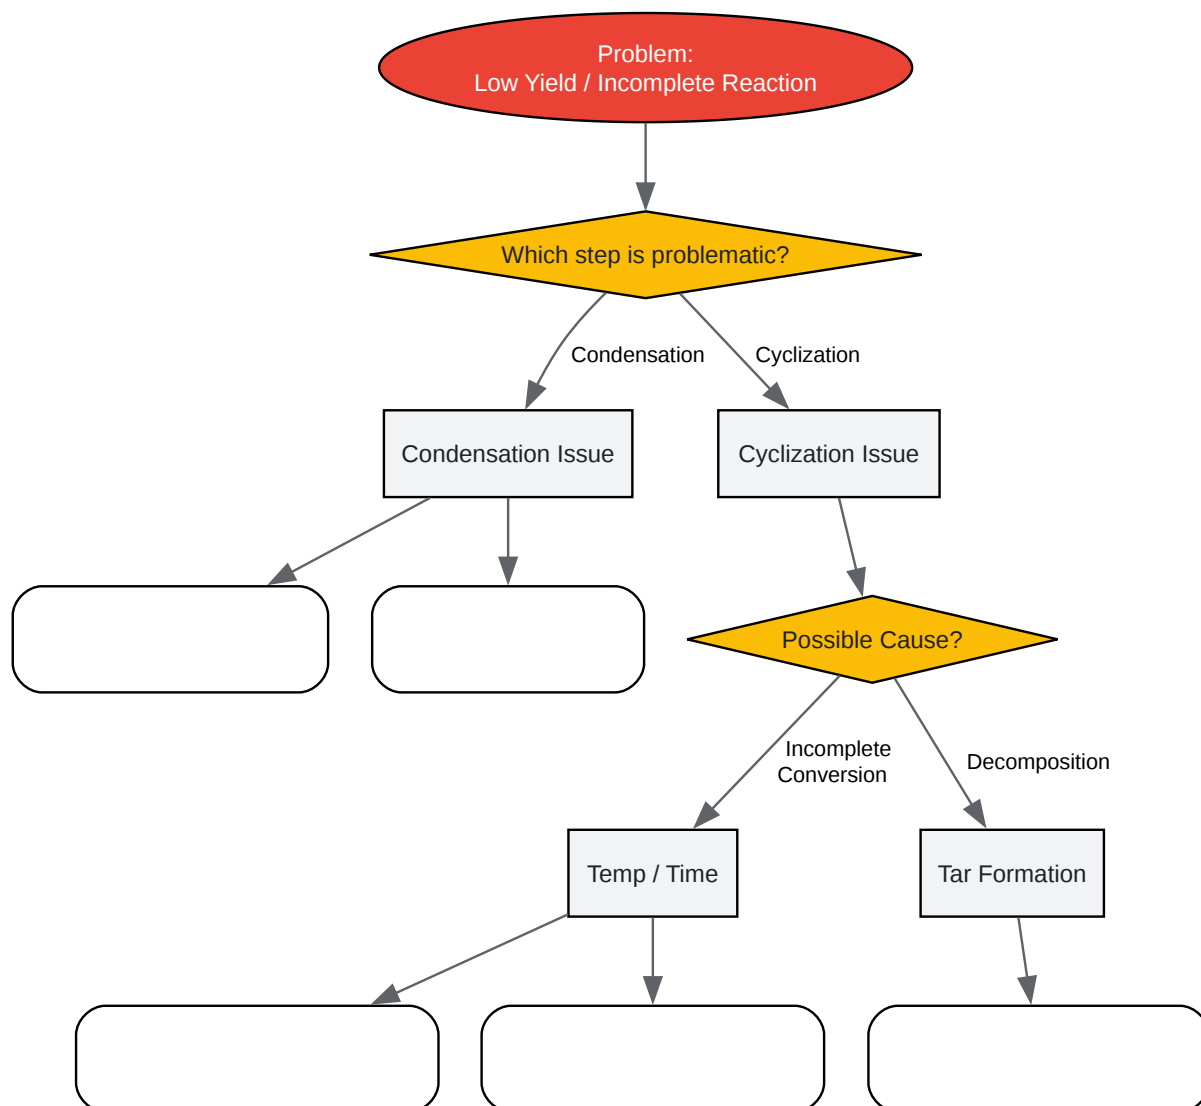 Problem:
Low Yield / Incomplete Reaction
Which step is problematic?
Condensation
Cyclization
Condensation Issue
Cyclization Issue
Possible Cause?
Incomplete
Conversion
Decomposition
Temp / Time
Tar Formation